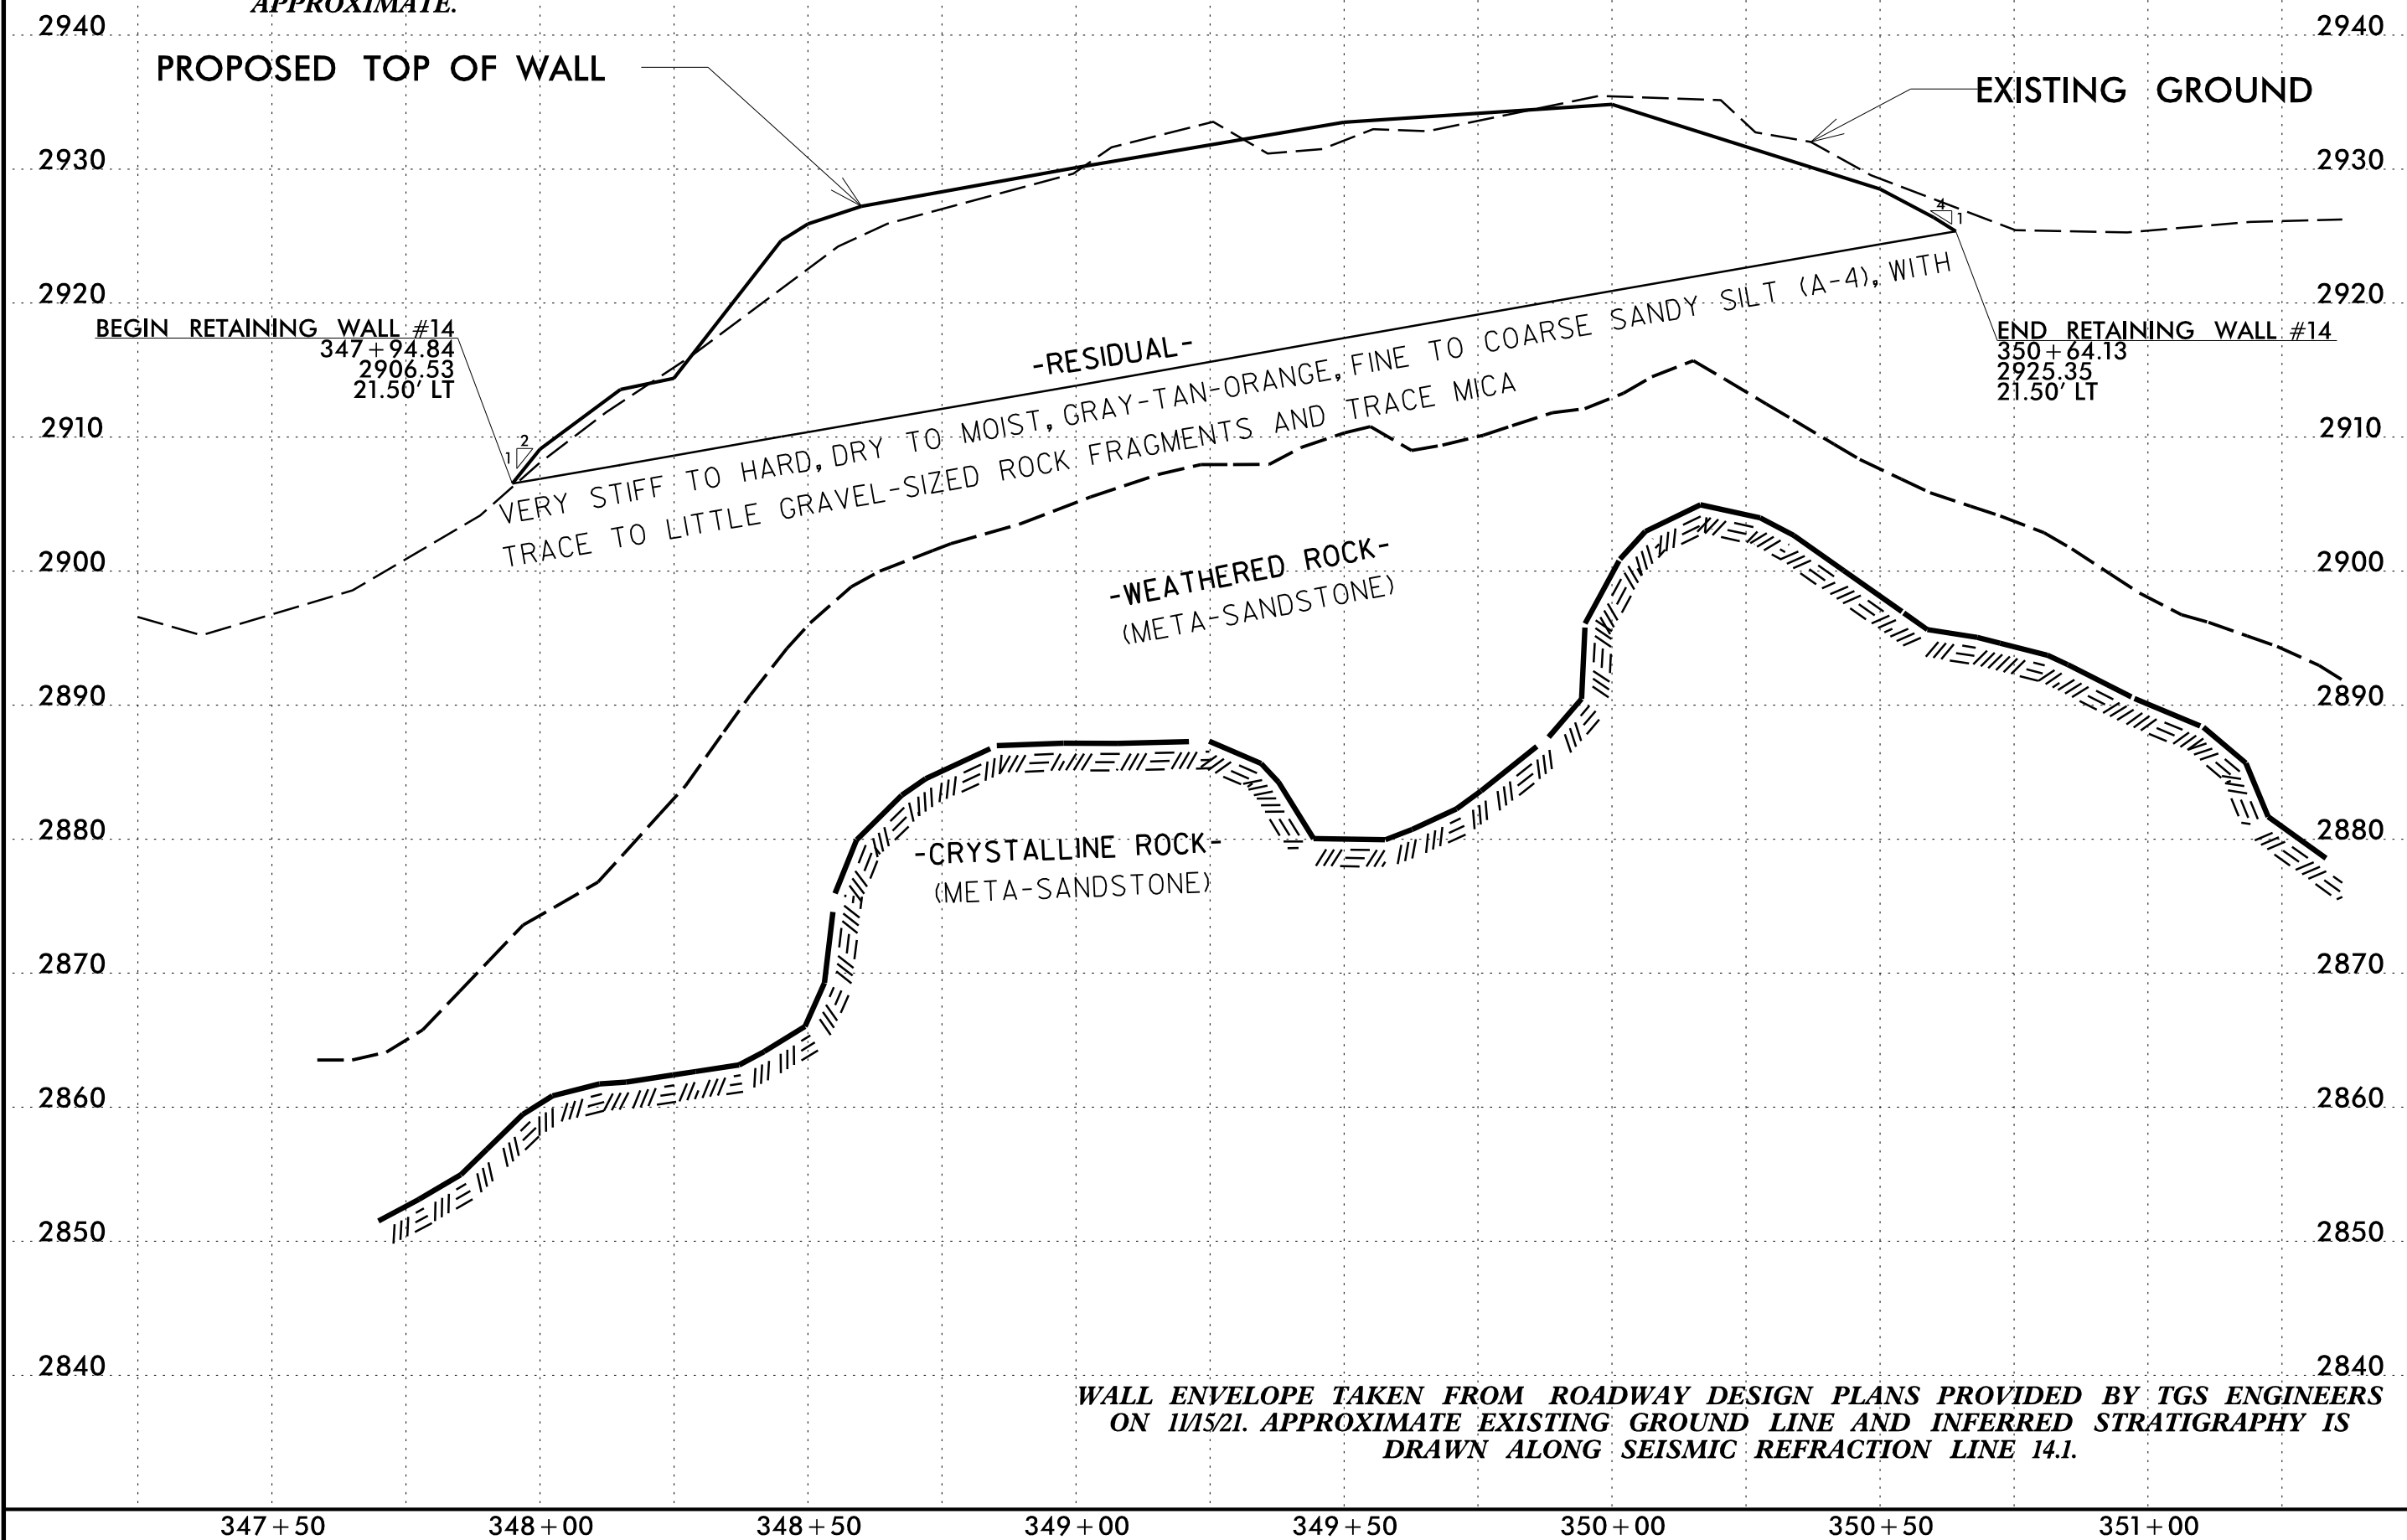 APPROXIMATE.
2940 2940
PROPOSED TOP OF WALL
EXISTING GROUND
2930 2930
4
1
2920 2920
BEGIN RETAINING WALL #14
347+94.84
2906.53
21.50' LT
END RETAINING WALL #14
350+64.13
2925.35
21.50' LT
-RESIDUAL-
VERY STIFF TO HARD, DRY TO MOIST, GRAY-TAN-ORANGE, FINE TO COARSE SANDY SILT (A-4), WITH
TRACE TO LITTLE GRAVEL-SIZED ROCK FRAGMENTS AND TRACE MICA
2910 2910
2
1
2900 2900
-WEATHERED ROCK-
(META-SANDSTONE)
2890 2890
2880 2880
-CRYSTALLINE ROCK-
(META-SANDSTONE)
2870 2870
2860 2860
2850 2850
2840 2840
WALL ENVELOPE TAKEN FROM ROADWAY DESIGN PLANS PROVIDED BY TGS ENGINEERS
ON 11/15/21. APPROXIMATE EXISTING GROUND LINE AND INFERRED STRATIGRAPHY IS
DRAWN ALONG SEISMIC REFRACTION LINE 14.1.
347+50 348+00 348+50 349+00 349+50 350+00 350+50 351+00